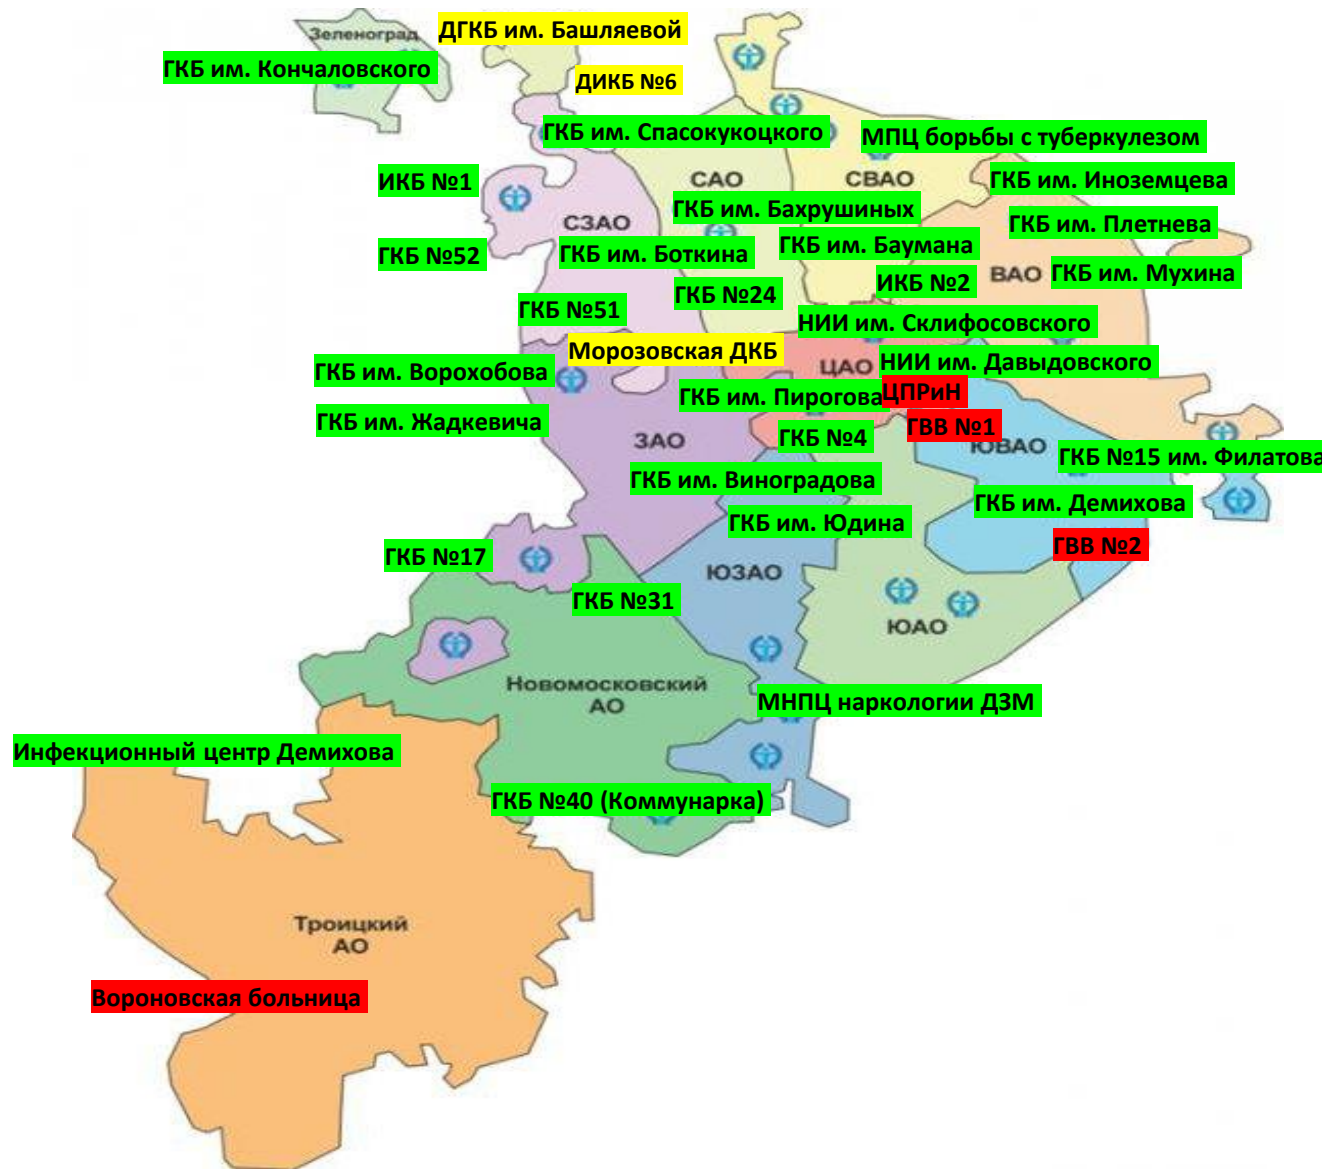 Зеленоград
ДГКБ им. Башляевой
ГКБ им. Кончаловского
ДИКБ №6
ГКБ им. Спасокукоцкого
МПЦ борьбы с туберкулезом
ИКБ №1
САО
СВАО
ГКБ им. Иноземцева
ГКБ им. Бахрушиных
СЗАО
ГКБ им. Плетнева
ГКБ №52
ГКБ им. Боткина
ГКБ им. Баумана
ВАО
ГКБ им. Мухина
ИКБ №2
ГКБ №24
ГКБ №51
НИИ им. Склифосовского
Морозовская ДКБ
ГКБ им. Ворохобова
ЦАО
НИИ им. Давыдовского
ГКБ им. Пирогова
ЦПРиН
ГКБ им. Жадкевича
ГВВ №1
ЗАО
ГКБ №4
ЮВАО
ГКБ №15 им. Филатова
ГКБ им. Виноградова
ГКБ им. Демихова
ГКБ им. Юдина
ГВВ №2
ГКБ №17
ЮЗАО
ГКБ №31
ЮАО
Новомосковский
АО
МНПЦ наркологии ДЗМ
Инфекционный центр Демихова
ГКБ №40 (Коммунарка)
Троицкий
АО
Вороновская больница